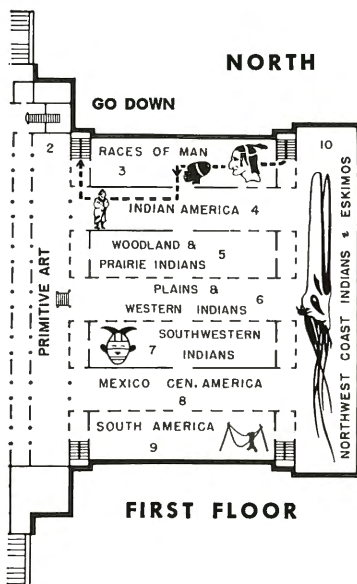 NORTH
GO DOWN
2
RACES OF MAN
3
10
INDIAN AMERICA 4
WOODLAND &
PRAIRIE INDIANS 5
PLAINS &
WESTERN INDIANS 6
SOUTHWESTERN
7 INDIANS
MEXICO CEN. AMERICA
8
SOUTH AMERICA
9
PRIMITIVE ART
NORTHWEST COAST INDIANS & ESKIMOS
FIRST FLOOR